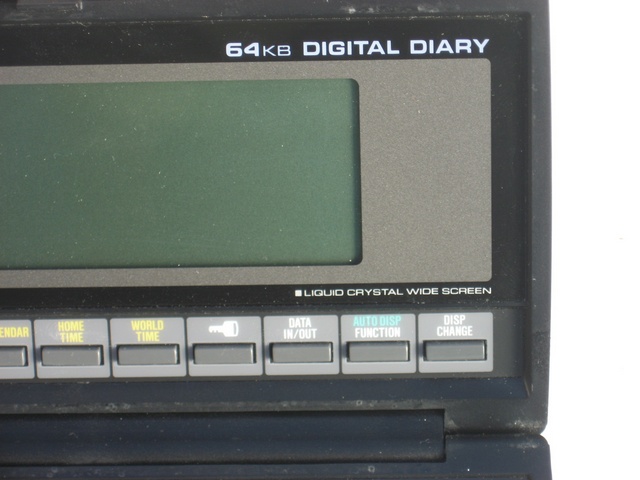 64KB DIGITAL DIARY
LIQUID CRYSTAL WIDE SCREEN
ENDAR
HOME
TIME
WORLD
TIME
DATA
IN/OUT
AUTO DISP
FUNCTION
DISP
CHANGE